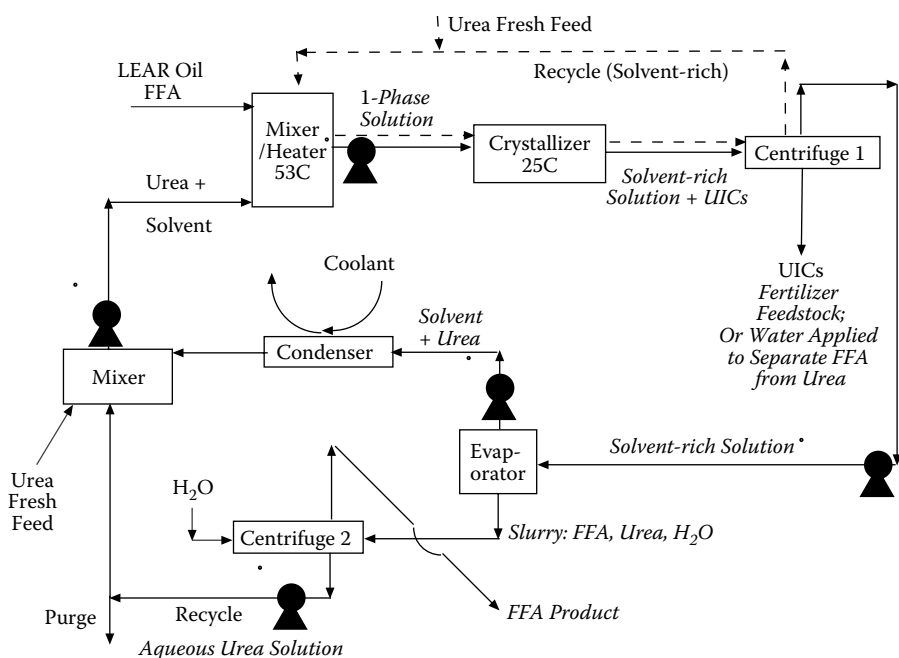 Urea Fresh Feed
Recycle (Solvent-rich)
LEAR Oil
FFA
1-Phase
Solution
Mixer
/Heater
53C
Crystallizer
25C
Centrifuge 1
Solvent-rich
Solution + UICs
Urea +
Solvent
UICs
Fertilizer
Feedstock;
Or Water Applied
to Separate FFA
from Urea
Coolant
Solvent
+ Urea
Condenser
Mixer
Evap-
orator
Solvent-rich Solution
Urea
Fresh
Feed
H2O
Centrifuge 2
Slurry: FFA, Urea, H2O
Purge
Recycle
FFA Product
Aqueous Urea Solution